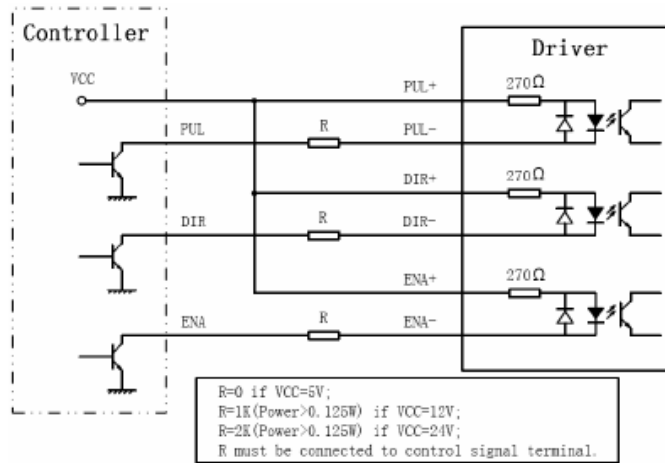 Controller
Driver
VCC
PUL+
270Ω
PUL
R
PUL-
DIR+
270Ω
DIR
R
DIR-
ENA+
270Ω
ENA
R
ENA-
R=0 if VCC=5V;
R=1K(Power>0.125W) if VCC=12V;
R=2K(Power>0.125W) if VCC=24V;
R must be connected to control signal terminal.